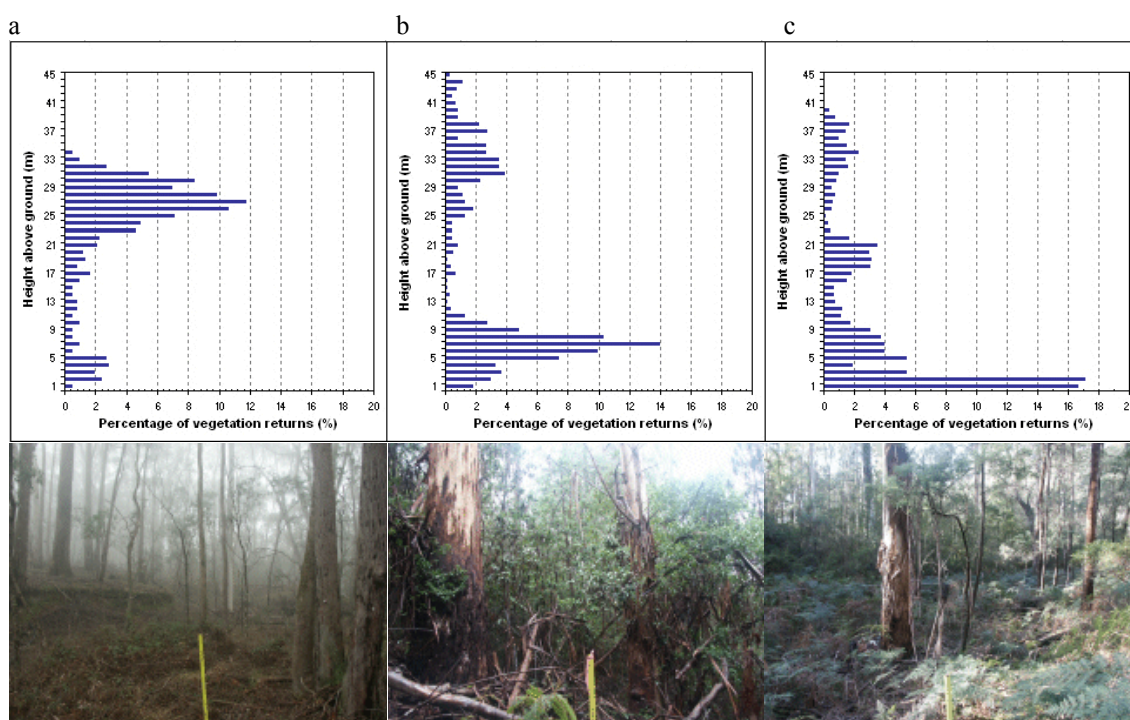 a b c
45 45 45
41 41 41
37 37 37
33 33 33
29 29 29
25 25 25
21 21 21
17 17 17
13 13 13
9 9 9
5 5 5
1 1 1
Height above ground (m) Height above ground (m) Height above ground (m)
0 2 4 6 8 10 12 14 16 18 20 0 2 4 6 8 10 12 14 16 18 20 0 2 4 6 8 10 12 14 16 18 20
Percentage of vegetation returns (%) Percentage of vegetation returns (%) Percentage of vegetation returns (%)